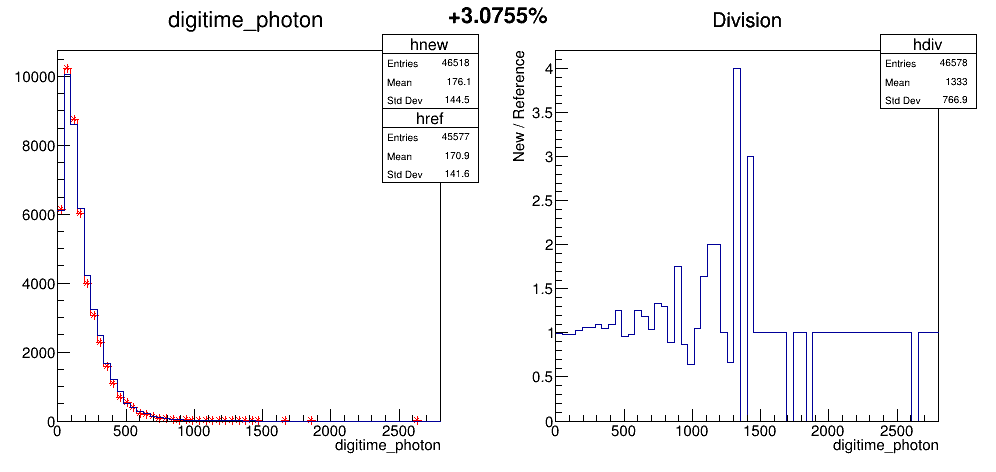 +3.0755%
digitime_photon
hnew
Entries 46518
Mean 176.1
Std Dev 144.5
href
Entries 45577
Mean 170.9
Std Dev 141.6
10000
8000
6000
4000
2000
0
0 500 1000 1500 2000 2500
digitime_photon
Division
hdiv
Entries 46578
Mean 1333
Std Dev 766.9
New / Reference
4
3.5
3
2.5
2
1.5
1
0.5
0
0 500 1000 1500 2000 2500
digitime_photon